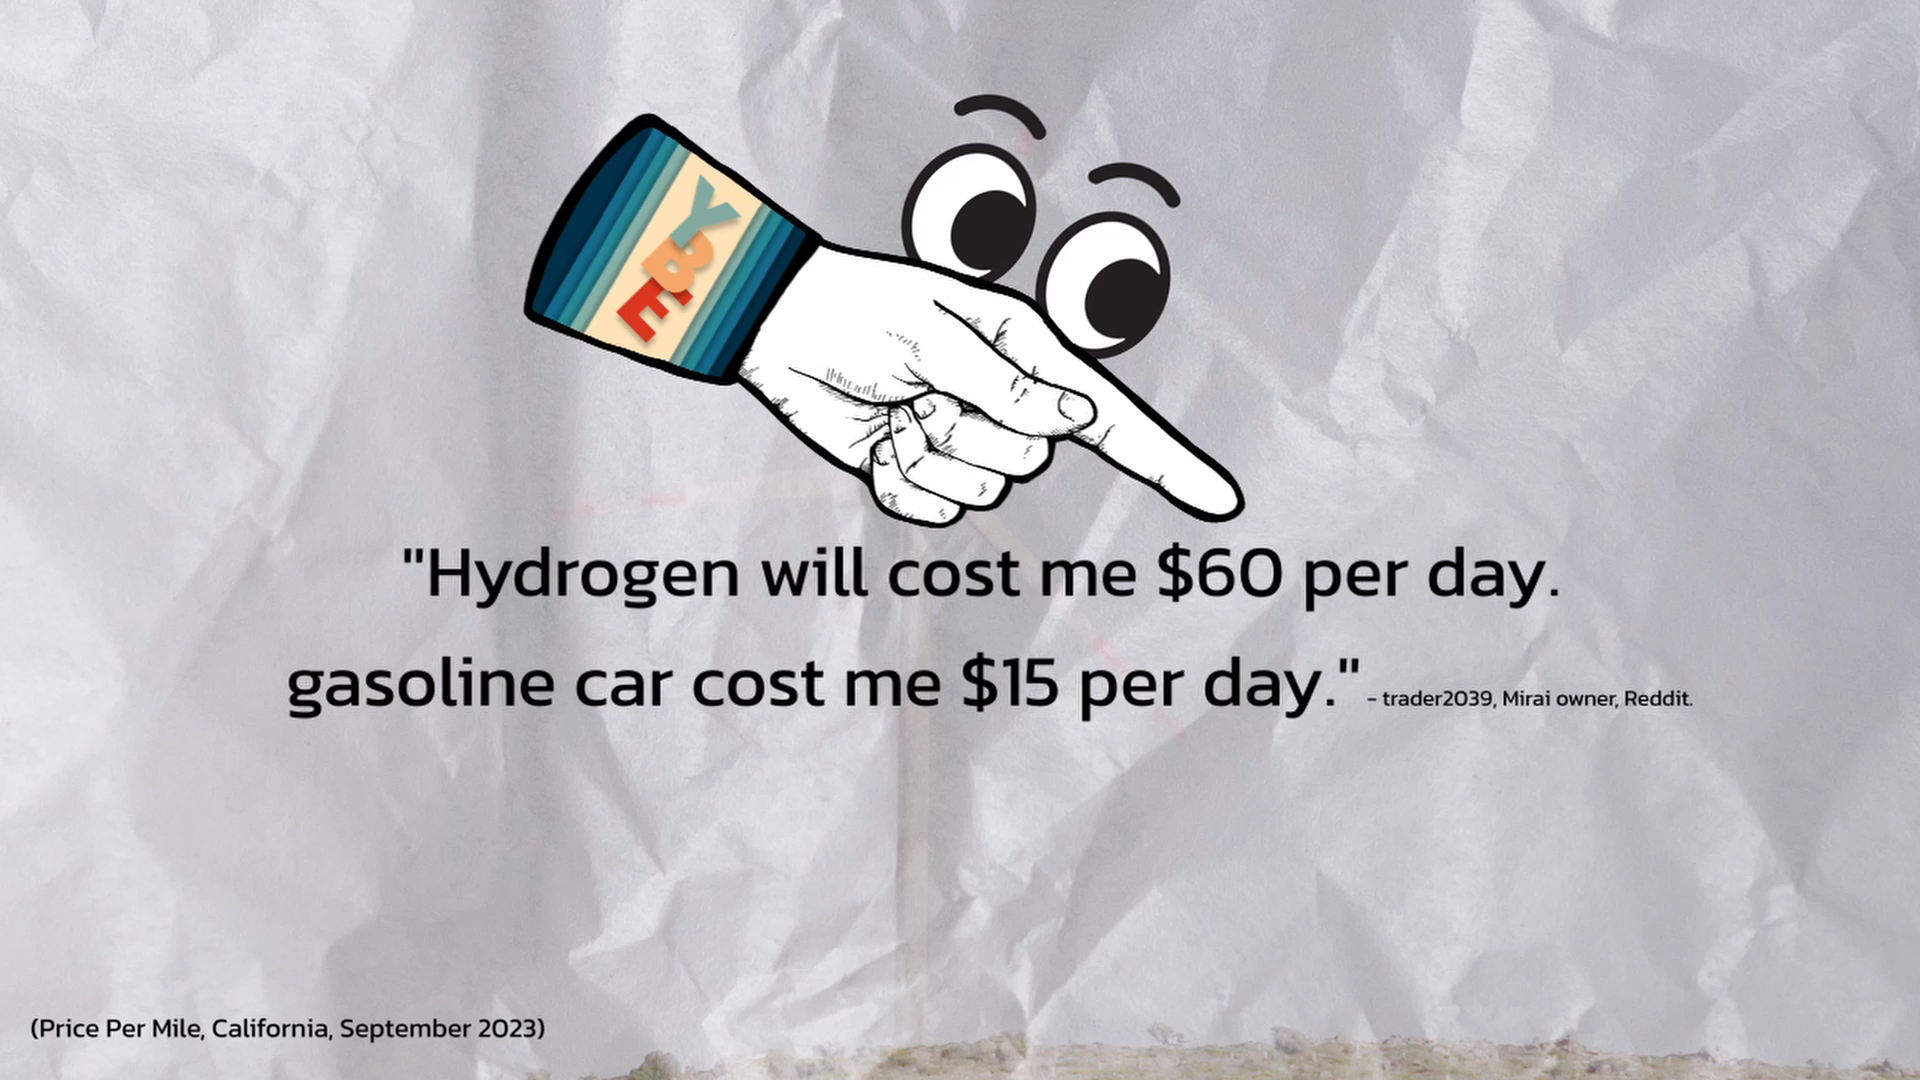 YBE
"Hydrogen will cost me $60 per day.
gasoline car cost me $15 per day." - trader2039, Mirai owner, Reddit.
(Price Per Mile, California, September 2023)